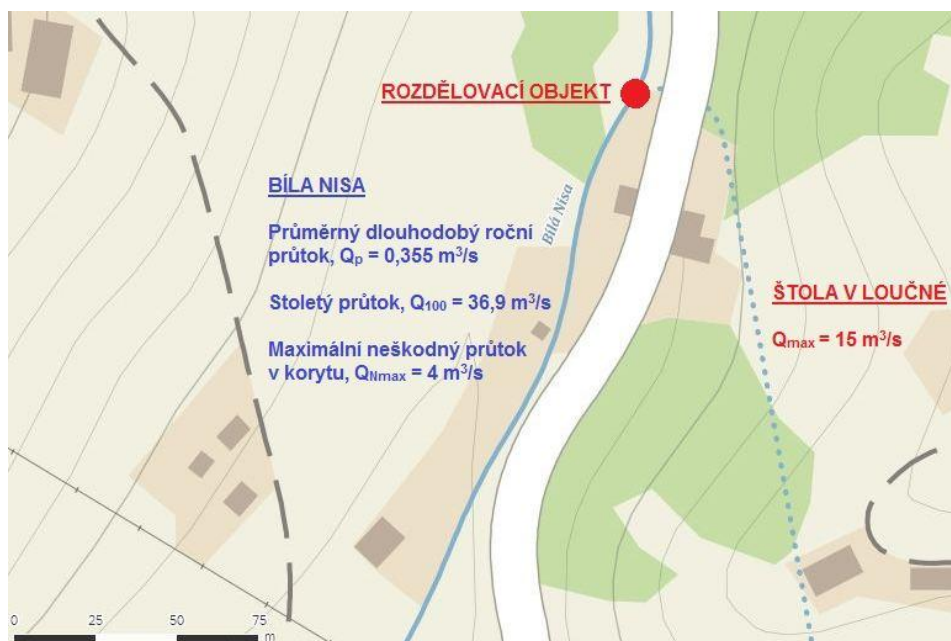 ROZDĚLOVACÍ OBJEKT
BÍLA NISA
Průměrný dlouhodobý roční
průtok, Qp = 0,355 m³/s
Stoletý průtok, Q₁₀₀ = 36,9 m³/s
Maximální neškodný průtok
v korytu, QNmax = 4 m³/s
Bílá Nisa
ŠTOLA V LOUČNÉ
Qmax = 15 m³/s
0 25 50 75
m